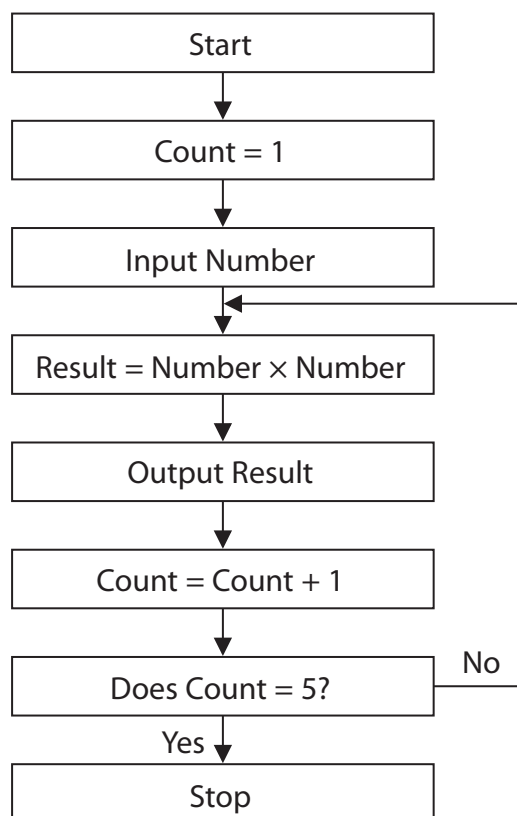 Start
Count = 1
Input Number
Result = Number × Number
Output Result
Count = Count + 1
Does Count = 5?
No
Yes
Stop